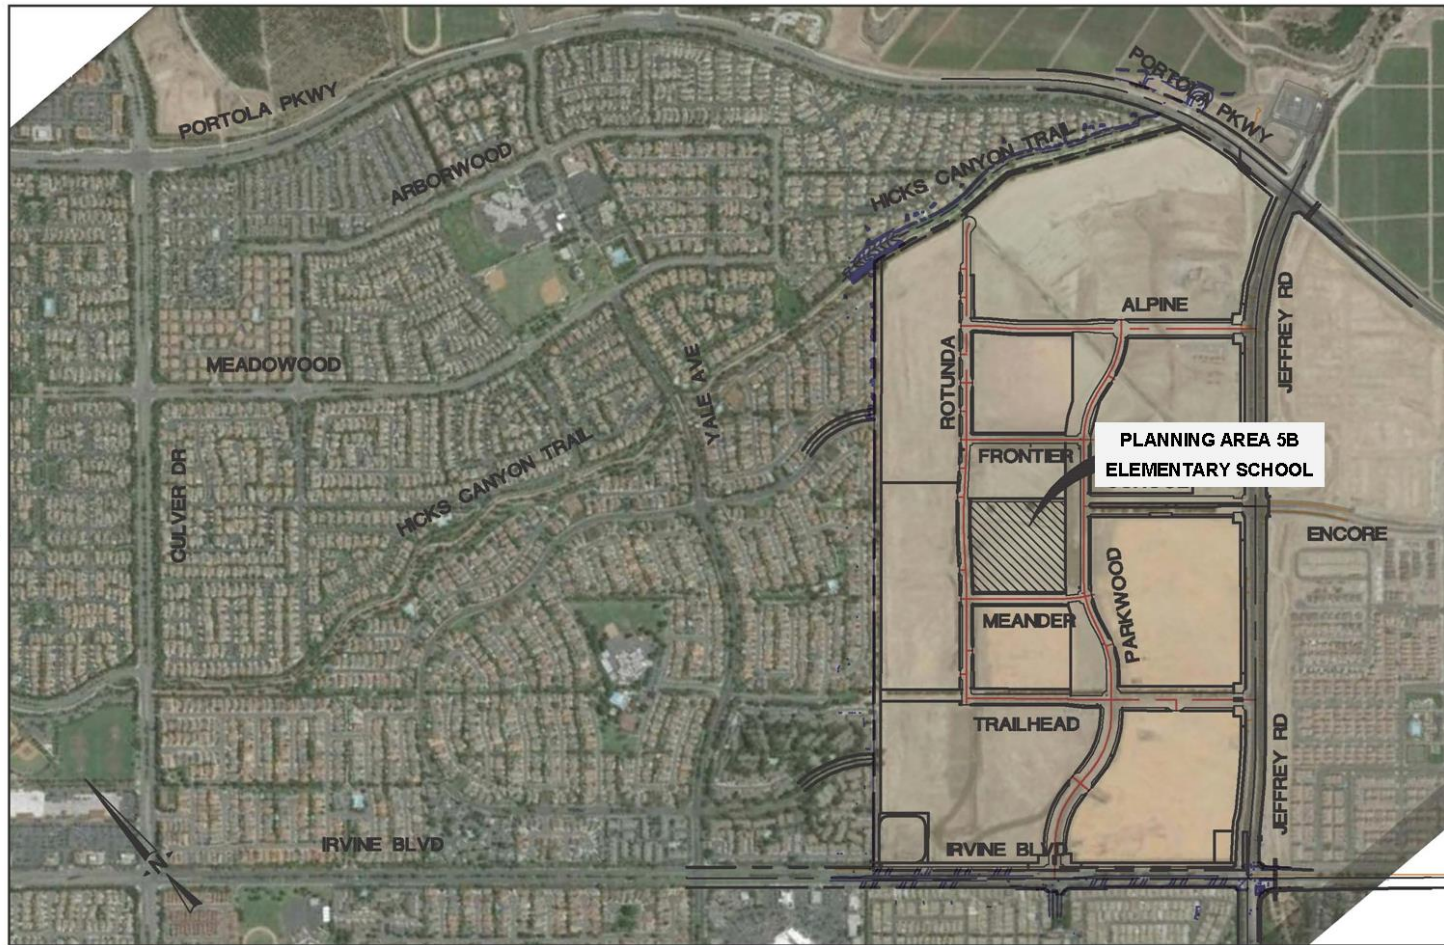 PORTOLA PKWY
PORTOLA PKWY
ARBORWOOD
HICKS CANYON TRAIL
ALPINE
JEFFREY RD
ROTUNDA
MEADOWOOD
YALE AVE
PLANNING AREA 5B
ELEMENTARY SCHOOL
FRONTIER
HICKS CANYON TRAIL
CULVER DR
ENCORE
PARKWOOD
MEANDER
TRAILHEAD
JEFFREY RD
IRVINE BLVD
IRVINE BLVD
N